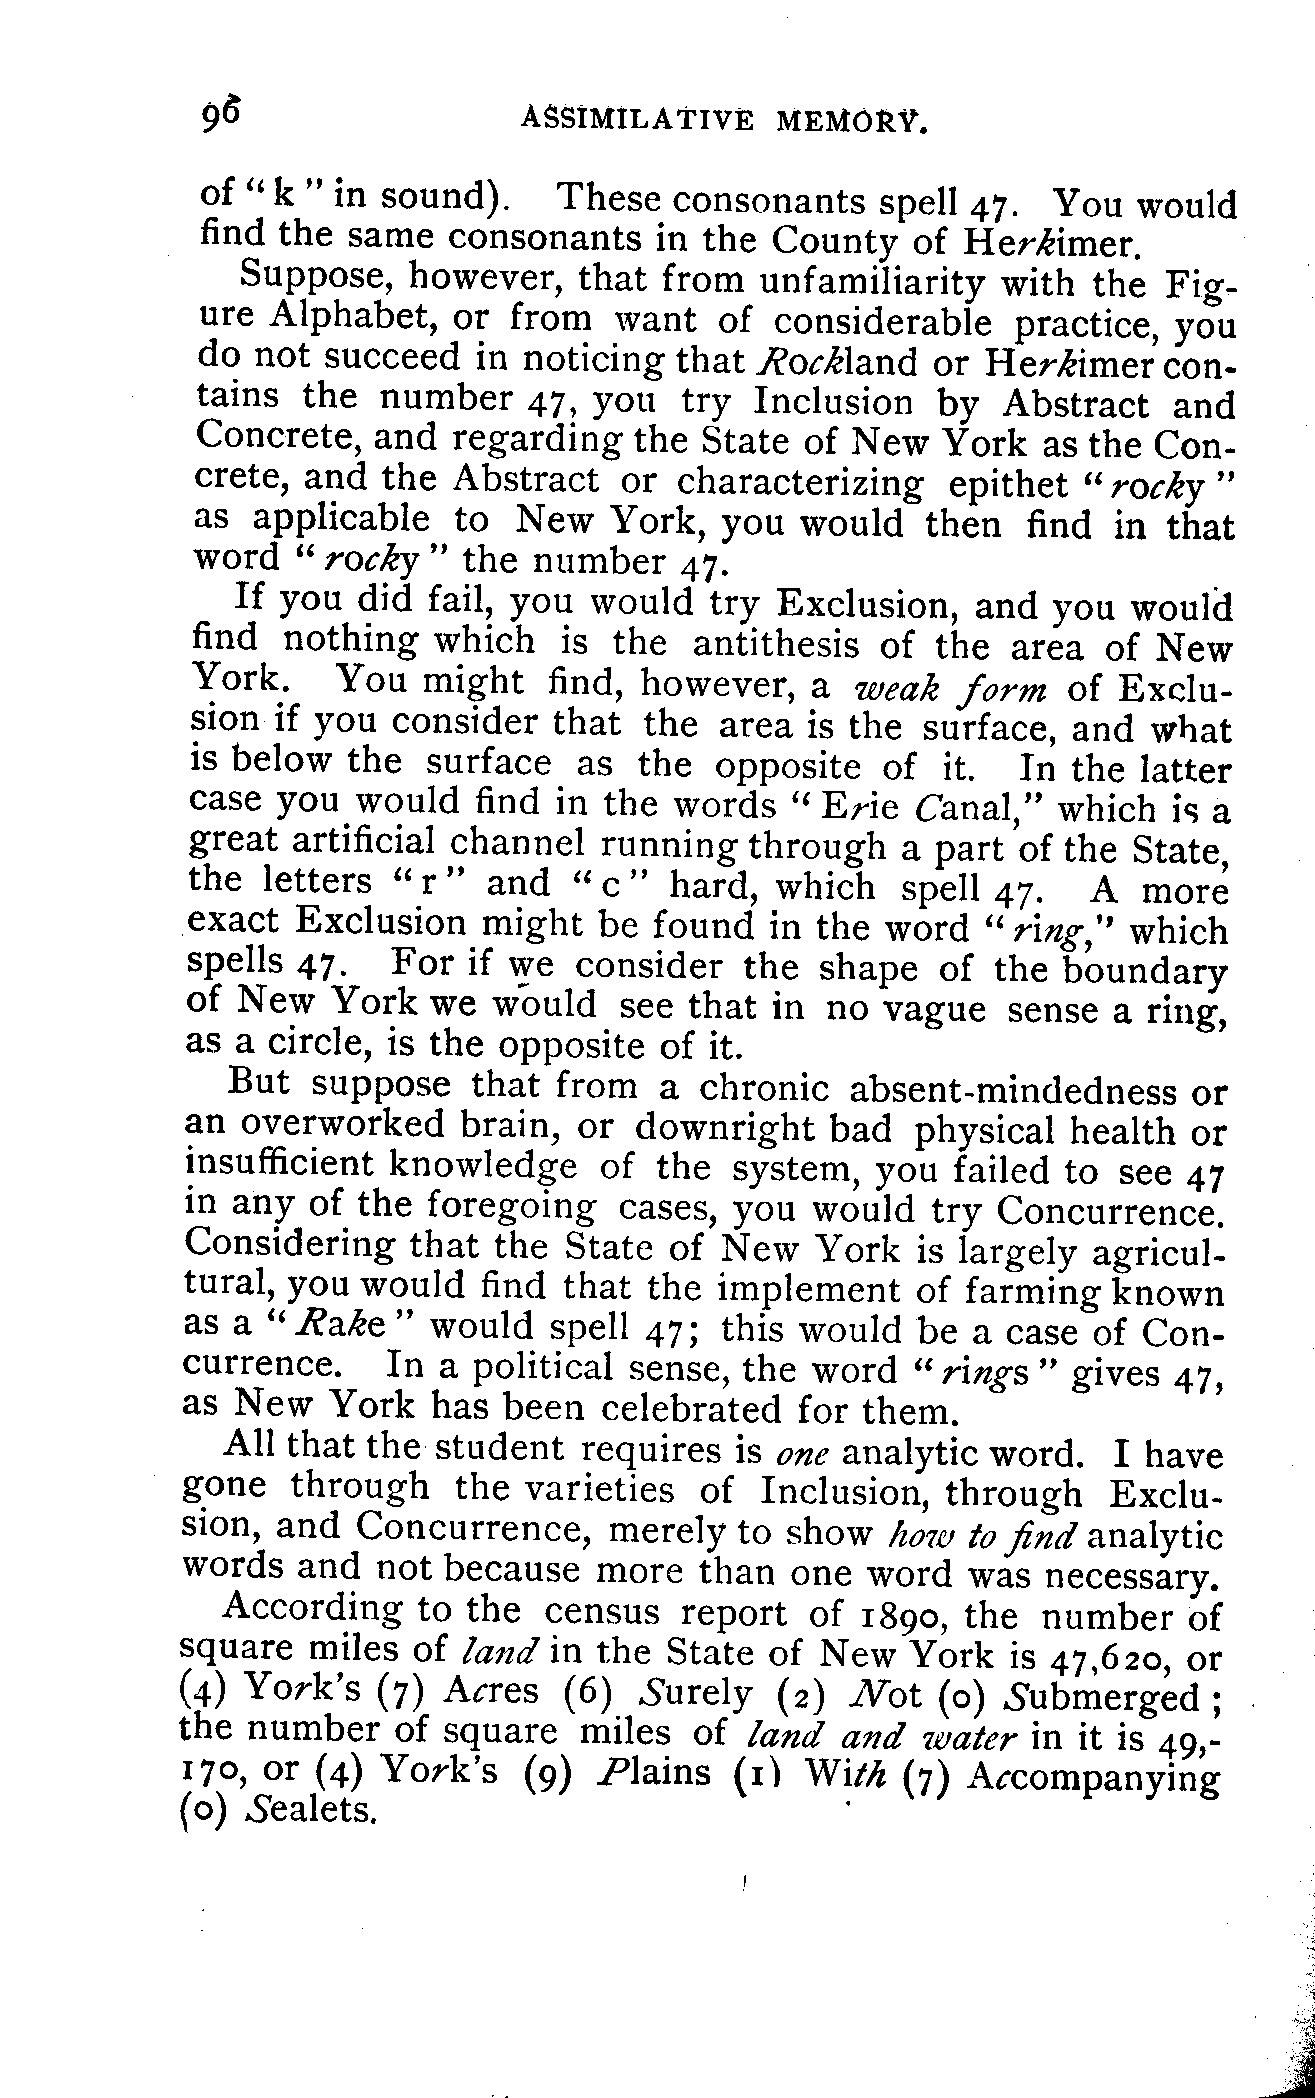 96 ASSIMILATIVE MEMORY.
of "k" in sound). These consonants spell 47. You would
find the same consonants in the County of Herkimer.
Suppose, however, that from unfamiliarity with the Fig-
ure Alphabet, or from want of considerable practice, you
do not succeed in noticing that Rockland or Herkimer con-
tains the number 47, you try Inclusion by Abstract and
Concrete, and regarding the State of New York as the Con-
crete, and the Abstract or characterizing epithet "rocky"
as applicable to New York, you would then find in that
word "rocky" the number 47.
If you did fail, you would try Exclusion, and you would
find nothing which is the antithesis of the area of New
York. You might find, however, a weak form of Exclu-
sion if you consider that the area is the surface, and what
is below the surface as the opposite of it. In the latter
case you would find in the words "Erie Canal," which is a
great artificial channel running through a part of the State,
the letters "r" and "c" hard, which spell 47. A more
exact Exclusion might be found in the word "ring," which
spells 47. For if we consider the shape of the boundary
of New York we would see that in no vague sense a ring,
as a circle, is the opposite of it.
But suppose that from a chronic absent-mindedness or
an overworked brain, or downright bad physical health or
insufficient knowledge of the system, you failed to see 47
in any of the foregoing cases, you would try Concurrence.
Considering that the State of New York is largely agricul-
tural, you would find that the implement of farming known
as a "Rake" would spell 47; this would be a case of Con-
currence. In a political sense, the word "rings" gives 47,
as New York has been celebrated for them.
All that the student requires is one analytic word. I have
gone through the varieties of Inclusion, through Exclu-
sion, and Concurrence, merely to show how to find analytic
words and not because more than one word was necessary.
According to the census report of 1890, the number of
square miles of land in the State of New York is 47,620, or
(4) York's (7) Acres (6) Surely (2) Not (0) Submerged;
the number of square miles of land and water in it is 49,-
170, or (4) York's (9) Plains (1) With (7) Accompanying
(0) Sealets.